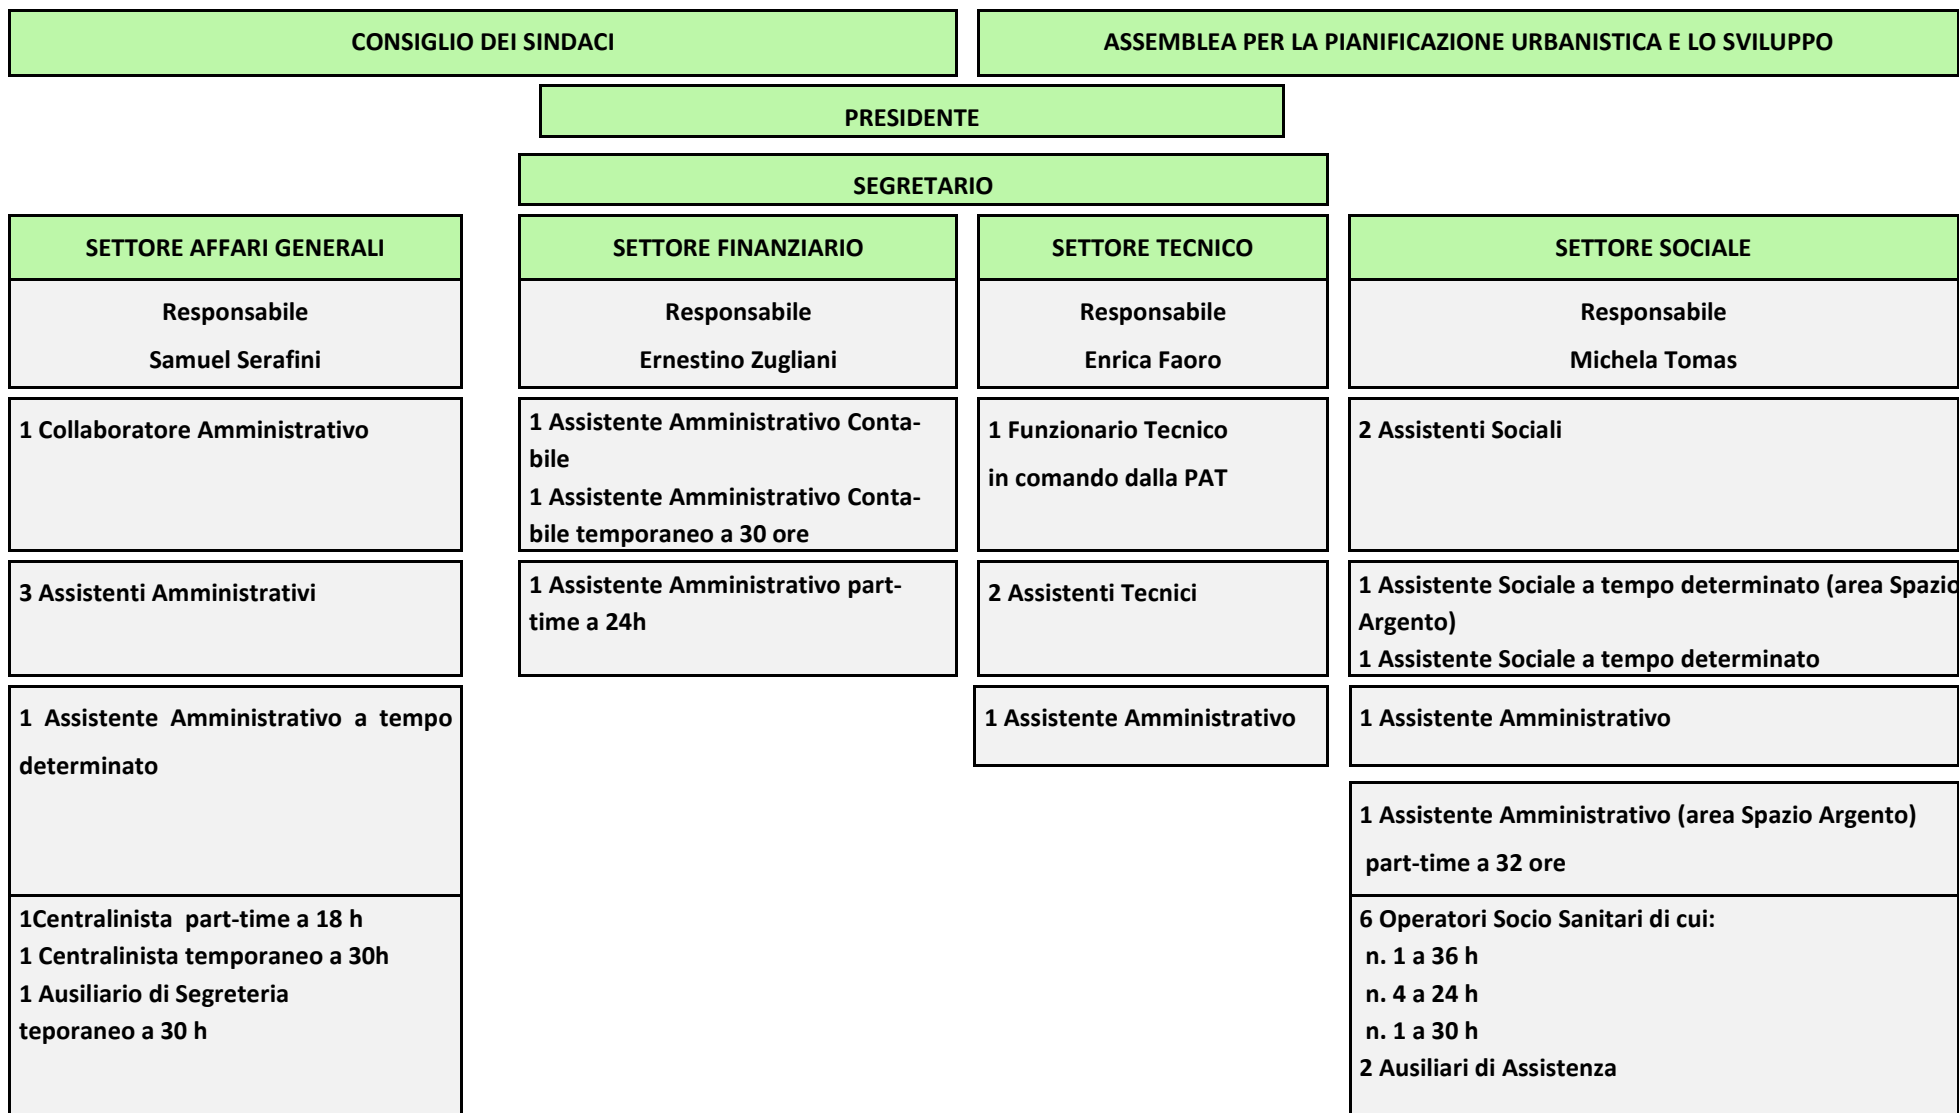 CONSIGLIO DEI SINDACI
ASSEMBLEA PER LA PIANIFICAZIONE URBANISTICA E LO SVILUPPO
PRESIDENTE
SEGRETARIO
SETTORE AFFARI GENERALI
Responsabile
Samuel Serafini
1 Collaboratore Amministrativo
3 Assistenti Amministrativi
1 Assistente Amministrativo a tempo
determinato
1Centralinista part-time a 18 h
1 Centralinista temporaneo a 30h
1 Ausiliario di Segreteria
teporaneo a 30 h
SETTORE FINANZIARIO
Responsabile
Ernestino Zugliani
1 Assistente Amministrativo Conta-
bile
1 Assistente Amministrativo Conta-
bile temporaneo a 30 ore
1 Assistente Amministrativo part-
time a 24h
SETTORE TECNICO
Responsabile
Enrica Faoro
1 Funzionario Tecnico
in comando dalla PAT
2 Assistenti Tecnici
1 Assistente Amministrativo
SETTORE SOCIALE
Responsabile
Michela Tomas
2 Assistenti Sociali
1 Assistente Sociale a tempo determinato (area Spazio
Argento)
1 Assistente Sociale a tempo determinato
1 Assistente Amministrativo
1 Assistente Amministrativo (area Spazio Argento)
part-time a 32 ore
6 Operatori Socio Sanitari di cui:
n. 1 a 36 h
n. 4 a 24 h
n. 1 a 30 h
2 Ausiliari di Assistenza